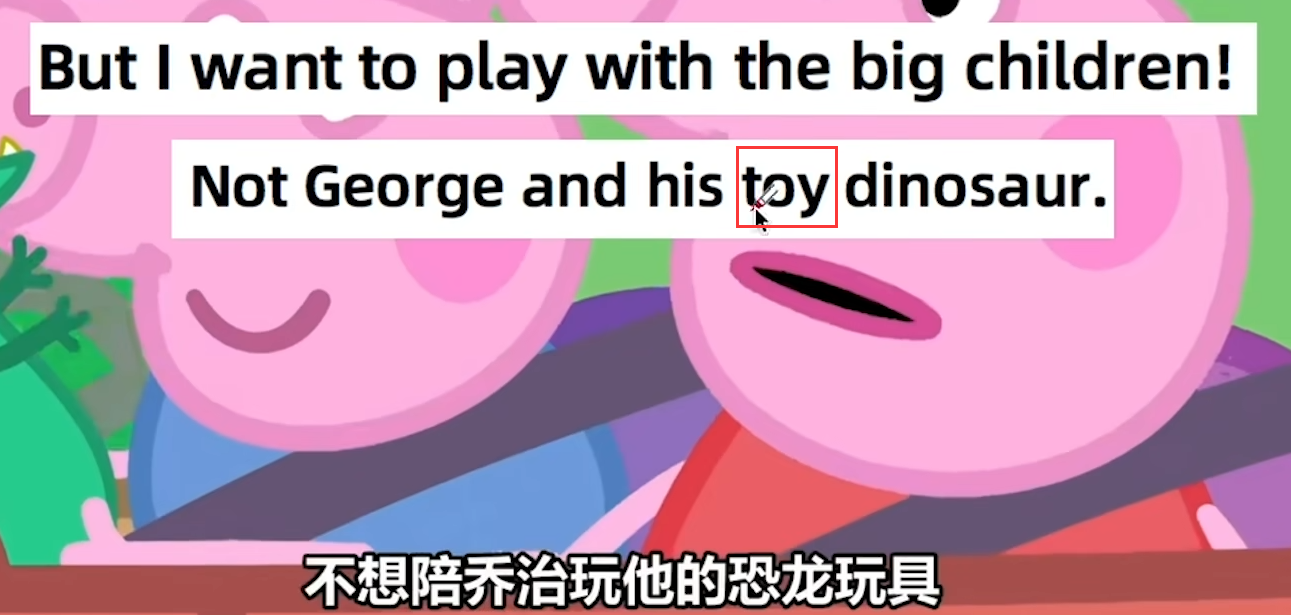 But I want to play with the big children!
Not George and his toy dinosaur.
不想陪乔治玩他的恐龙玩具